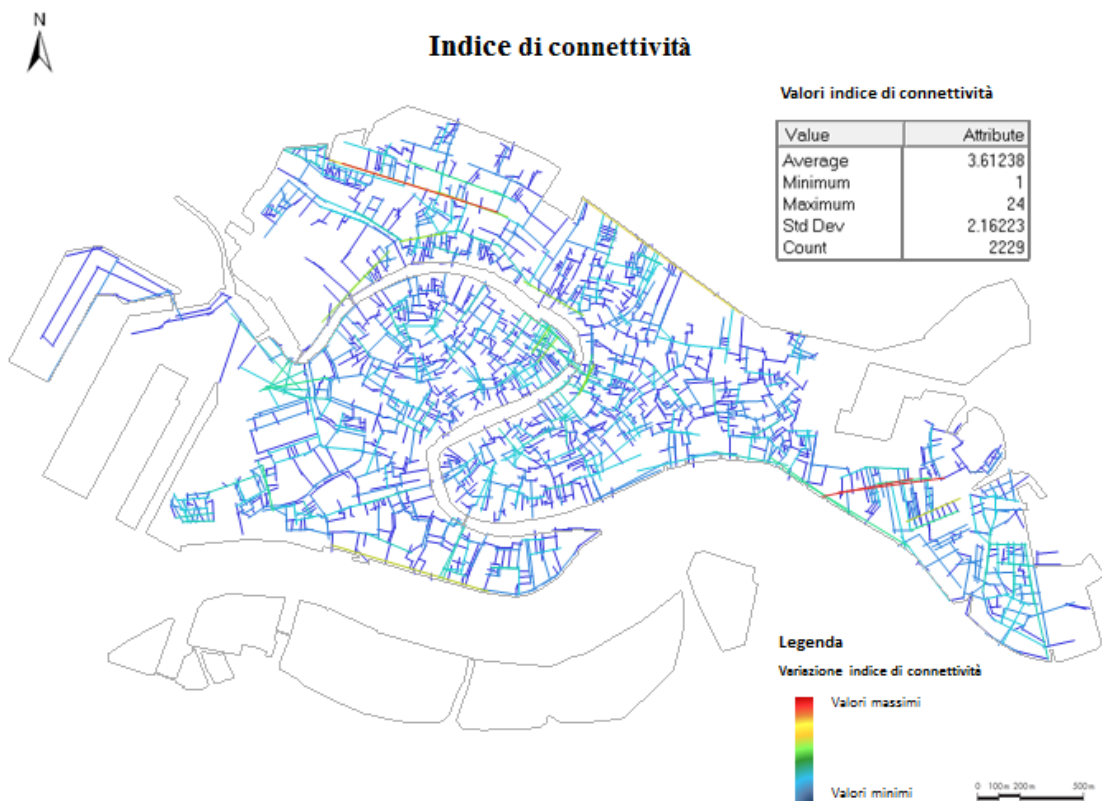 N
Indice di connettività
Valori indice di connettività
Value Attribute
Average 3.61238
Minimum 1
Maximum 24
Std Dev 2.16223
Count 2229
Legenda
Variazione indice di connettività
Valori massimi
Valori minimi
0 100m 200m 500m